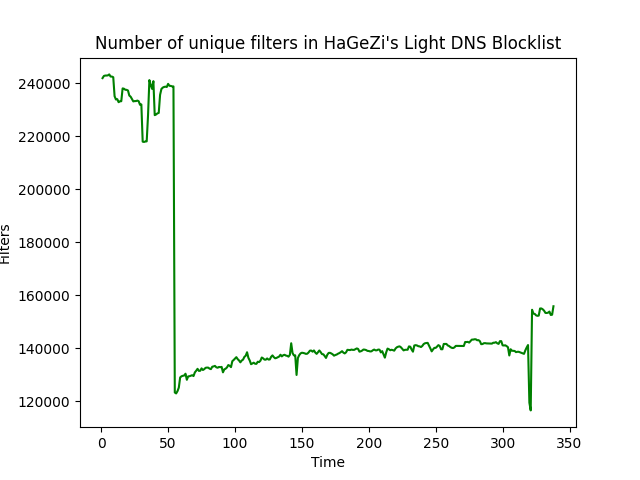 Number of unique filters in HaGeZi's Light DNS Blocklist
Filters
240000
220000
200000
180000
160000
140000
120000
0 50 100 150 200 250 300 350
Time